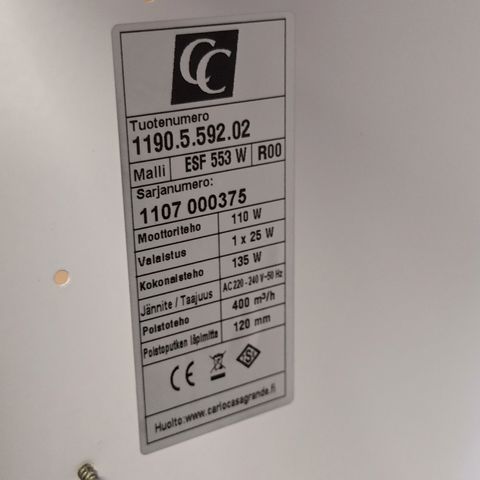 CC
Tuotenumero
1190.5.592.02
Malli ESF 553 W R00
Sarjanumero:
1107 000375
Moottoriteho 110 W
Valaistus 1 x 25 W
Kokonaisteho 135 W
Jännite / Taajuus AC 220 - 240 V~50 Hz
Poistoteho 400 m³/h
Poistoputken läpimitta 120 mm
CE
Huolto: www.carlocasagrande.fi